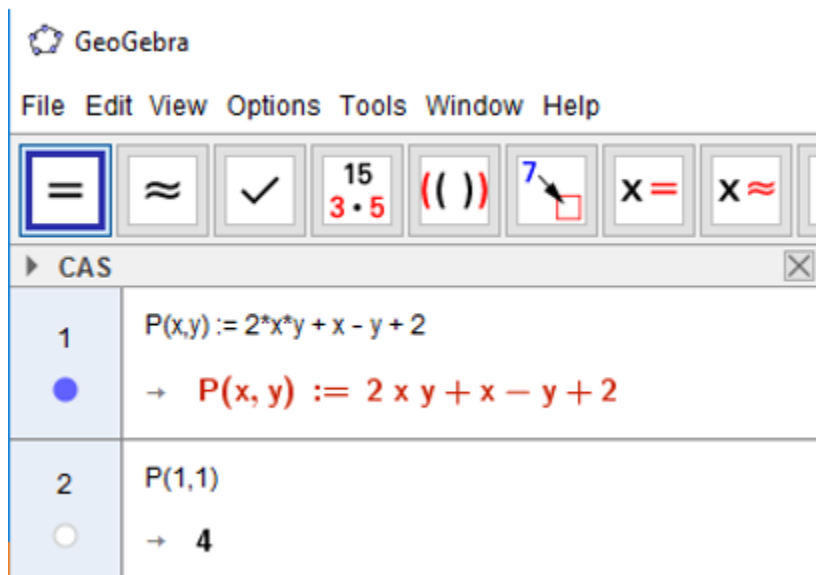 GeoGebra
File Edit View Options Tools Window Help
= ≈ ✓ 15 3 · 5 (( )) 7 x = x ≈
CAS
1 P(x,y) := 2*x*y + x - y + 2
→ P(x, y) := 2 x y + x − y + 2
2 P(1,1)
→ 4